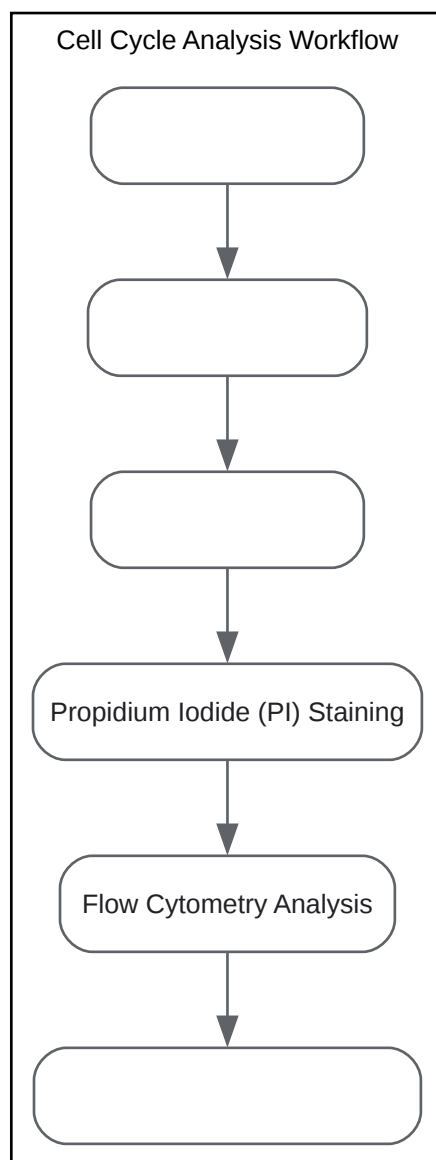 Cell Cycle Analysis Workflow
Propidium Iodide (PI) Staining
Flow Cytometry Analysis